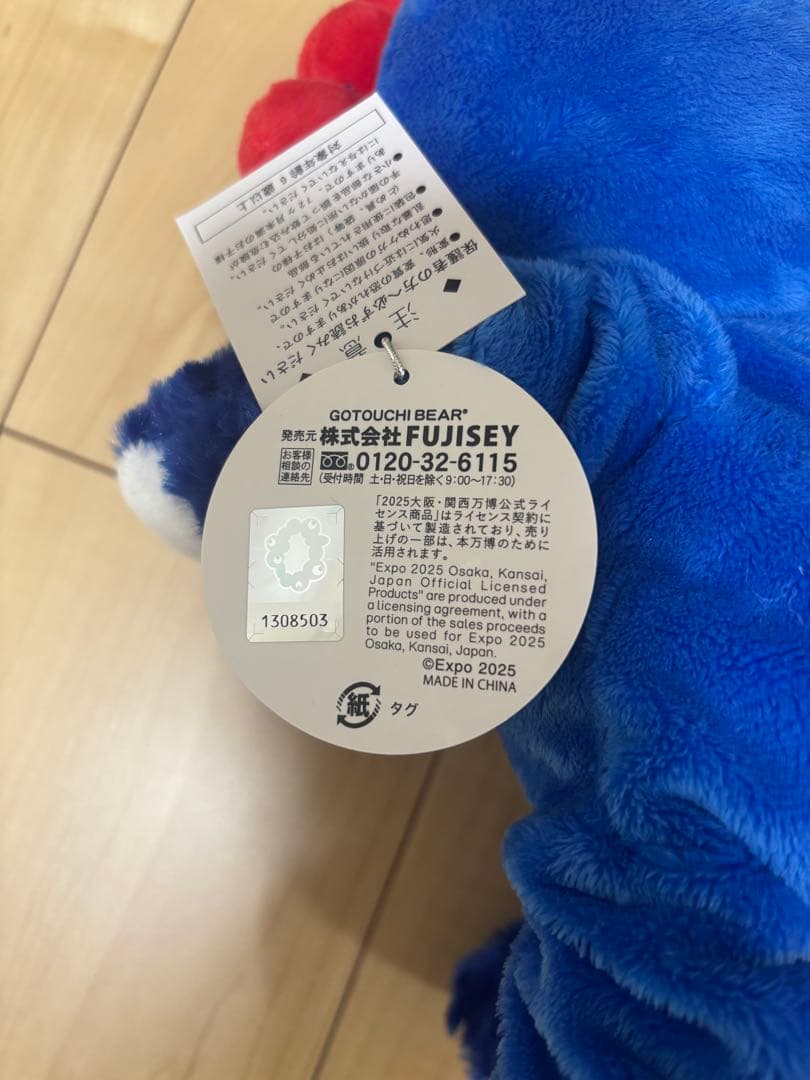 GOTOUCHI BEAR®
発売元 株式会社FUJISEY
お客様
相談の
連絡先
0120-32-6115
(受付時間 土・日・祝日を除く9:00〜17:30)
「2025大阪・関西万博公式ライ
センス商品」はライセンス契約に
基づいて製造されており、売り
上げの一部は、本万博のために
活用されます。
"Expo 2025 Osaka, Kansai,
Japan Official Licensed
Products" are produced under
a licensing agreement, with a
portion of the sales proceeds
to be used for Expo 2025
Osaka, Kansai, Japan.
©Expo 2025
MADE IN CHINA
1308503
紙 タグ
◆ 注意 ◆
保護者の方へ必ずお読みください
対象年齢6歳以上